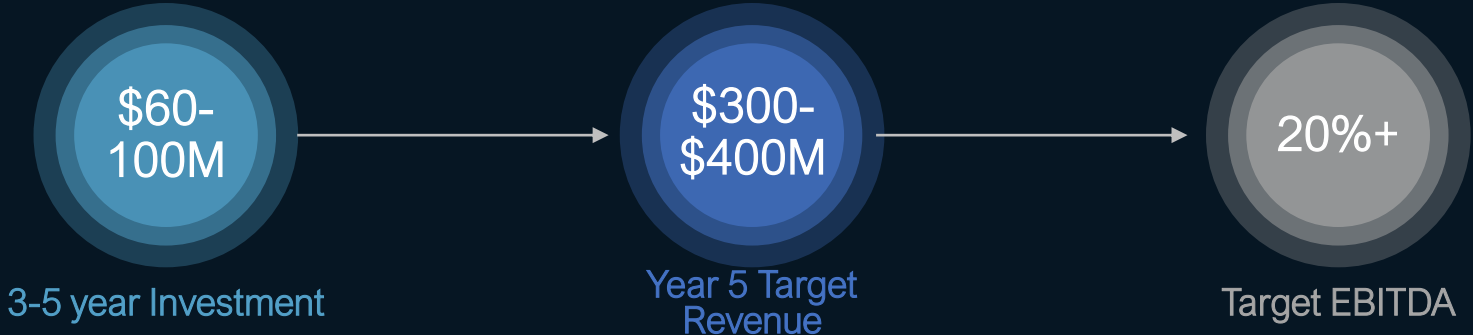 $60-
100M
3-5 year Investment
$300-
$400M
Year 5 Target
Revenue
20%+
Target EBITDA